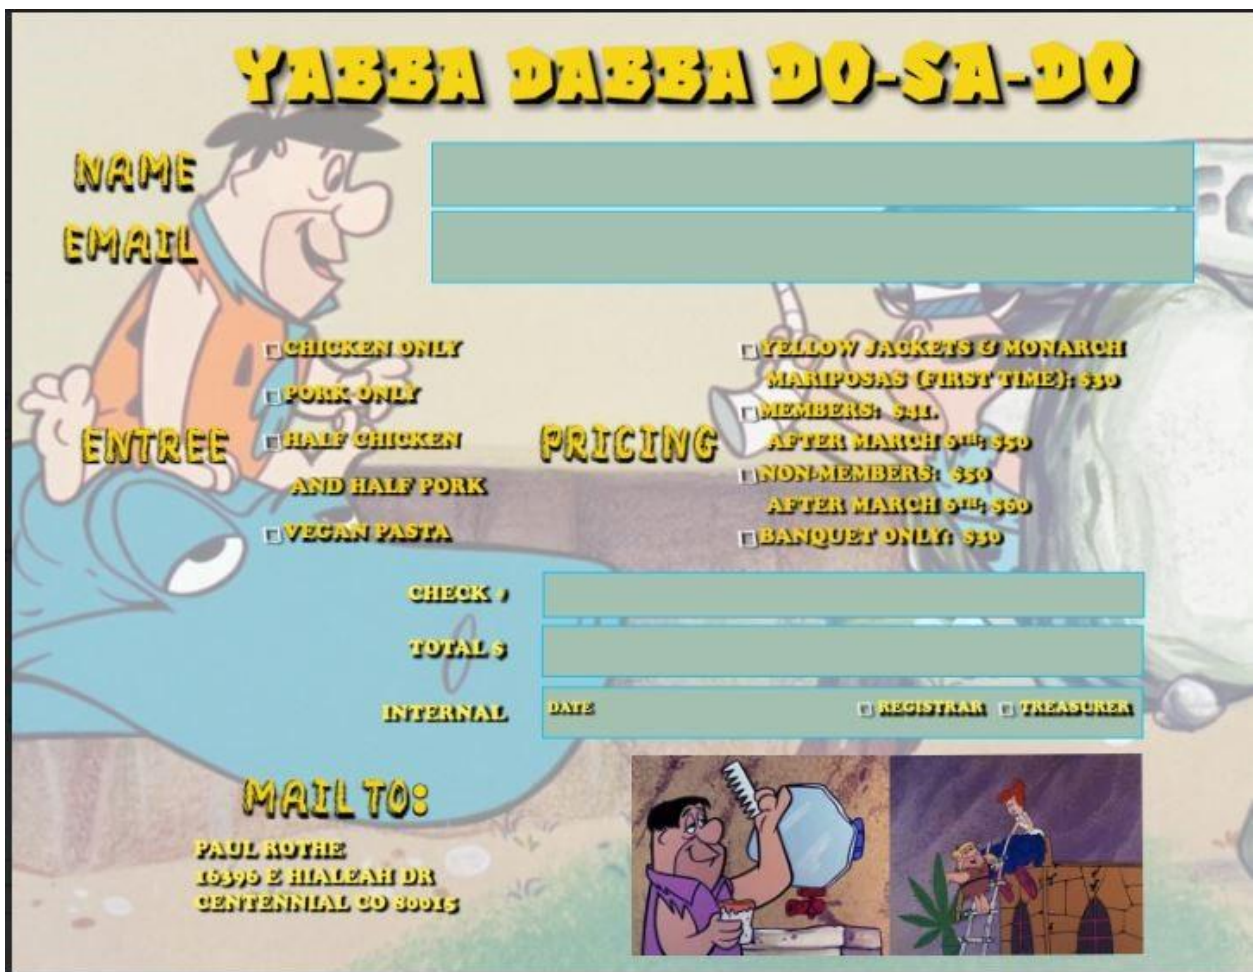 YABBA DABBA DO-SA-DO
NAME
EMAIL
ENTREE
CHICKEN ONLY
PORK ONLY
HALF CHICKEN
AND HALF PORK
VEGAN PASTA
PRICING
YELLOW JACKETS & MONARCH
MARIPOSAS (FIRST TIME): $30
MEMBERS: $41.
AFTER MARCH 6TH: $50
NON-MEMBERS: $50
AFTER MARCH 6TH: $60
BANQUET ONLY: $30
CHECK #
TOTAL $
INTERNAL DATE REGISTRAR TREASURER
MAIL TO:
PAUL ROTHE
16396 E HIALEAH DR
CENTENNIAL CO 80015